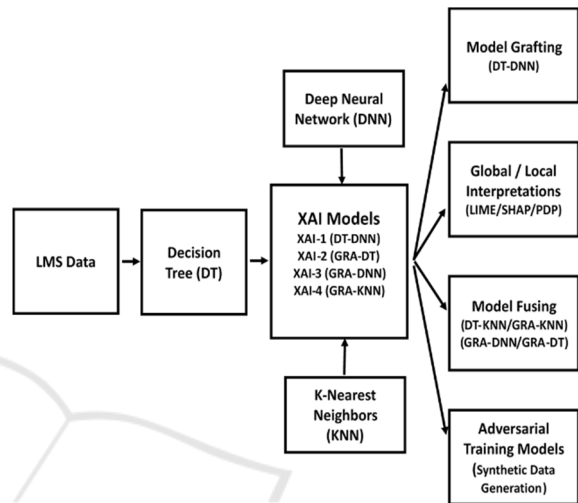 LMS Data
Decision
Tree (DT)
Deep Neural
Network (DNN)
XAI Models
XAI-1 (DT-DNN)
XAI-2 (GRA-DT)
XAI-3 (GRA-DNN)
XAI-4 (GRA-KNN)
K-Nearest
Neighbors
(KNN)
Model Grafting
(DT-DNN)
Global / Local
Interpretations
(LIME/SHAP/PDP)
Model Fusing
(DT-KNN/GRA-KNN)
(GRA-DNN/GRA-DT)
Adversarial
Training Models
(Synthetic Data
Generation)